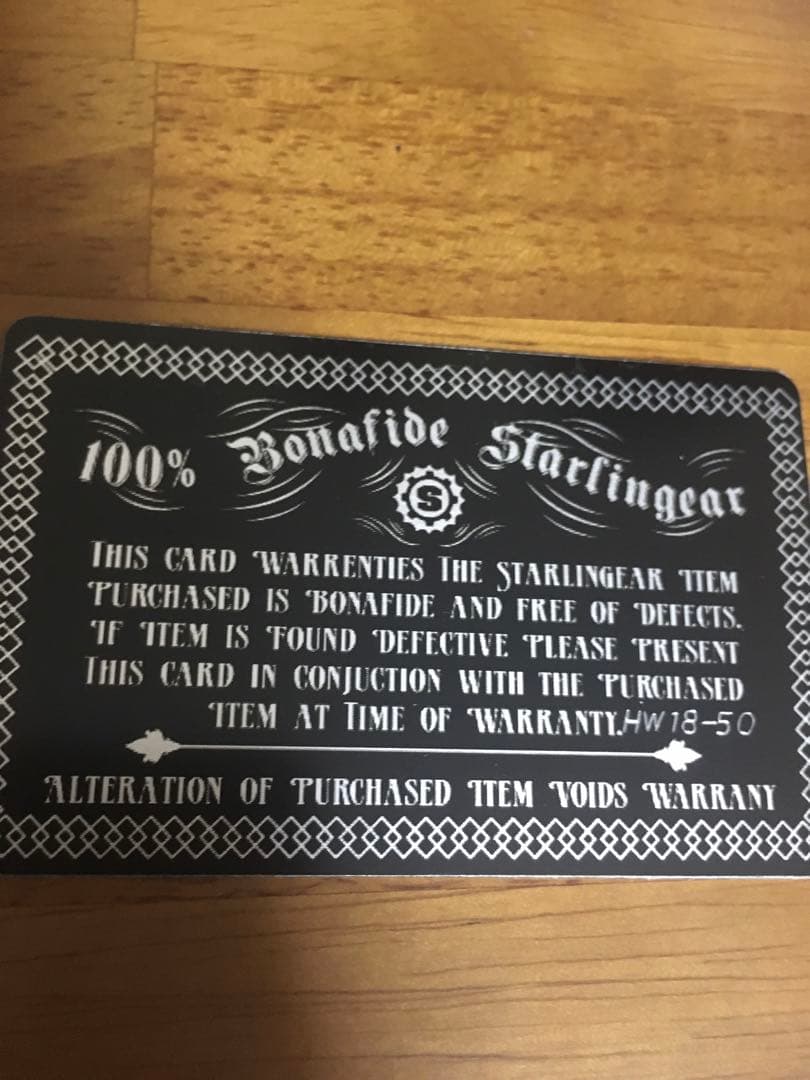 100% Bonafide Starlingear
S
THIS CARD WARRENTIES THE STARLINGEAR ITEM
PURCHASED IS BONAFIDE AND FREE OF DEFECTS.
IF ITEM IS FOUND DEFECTIVE PLEASE PRESENT
THIS CARD IN CONJUCTION WITH THE PURCHASED
ITEM AT TIME OF WARRANTY. HW18-50
ALTERATION OF PURCHASED ITEM VOIDS WARRANY